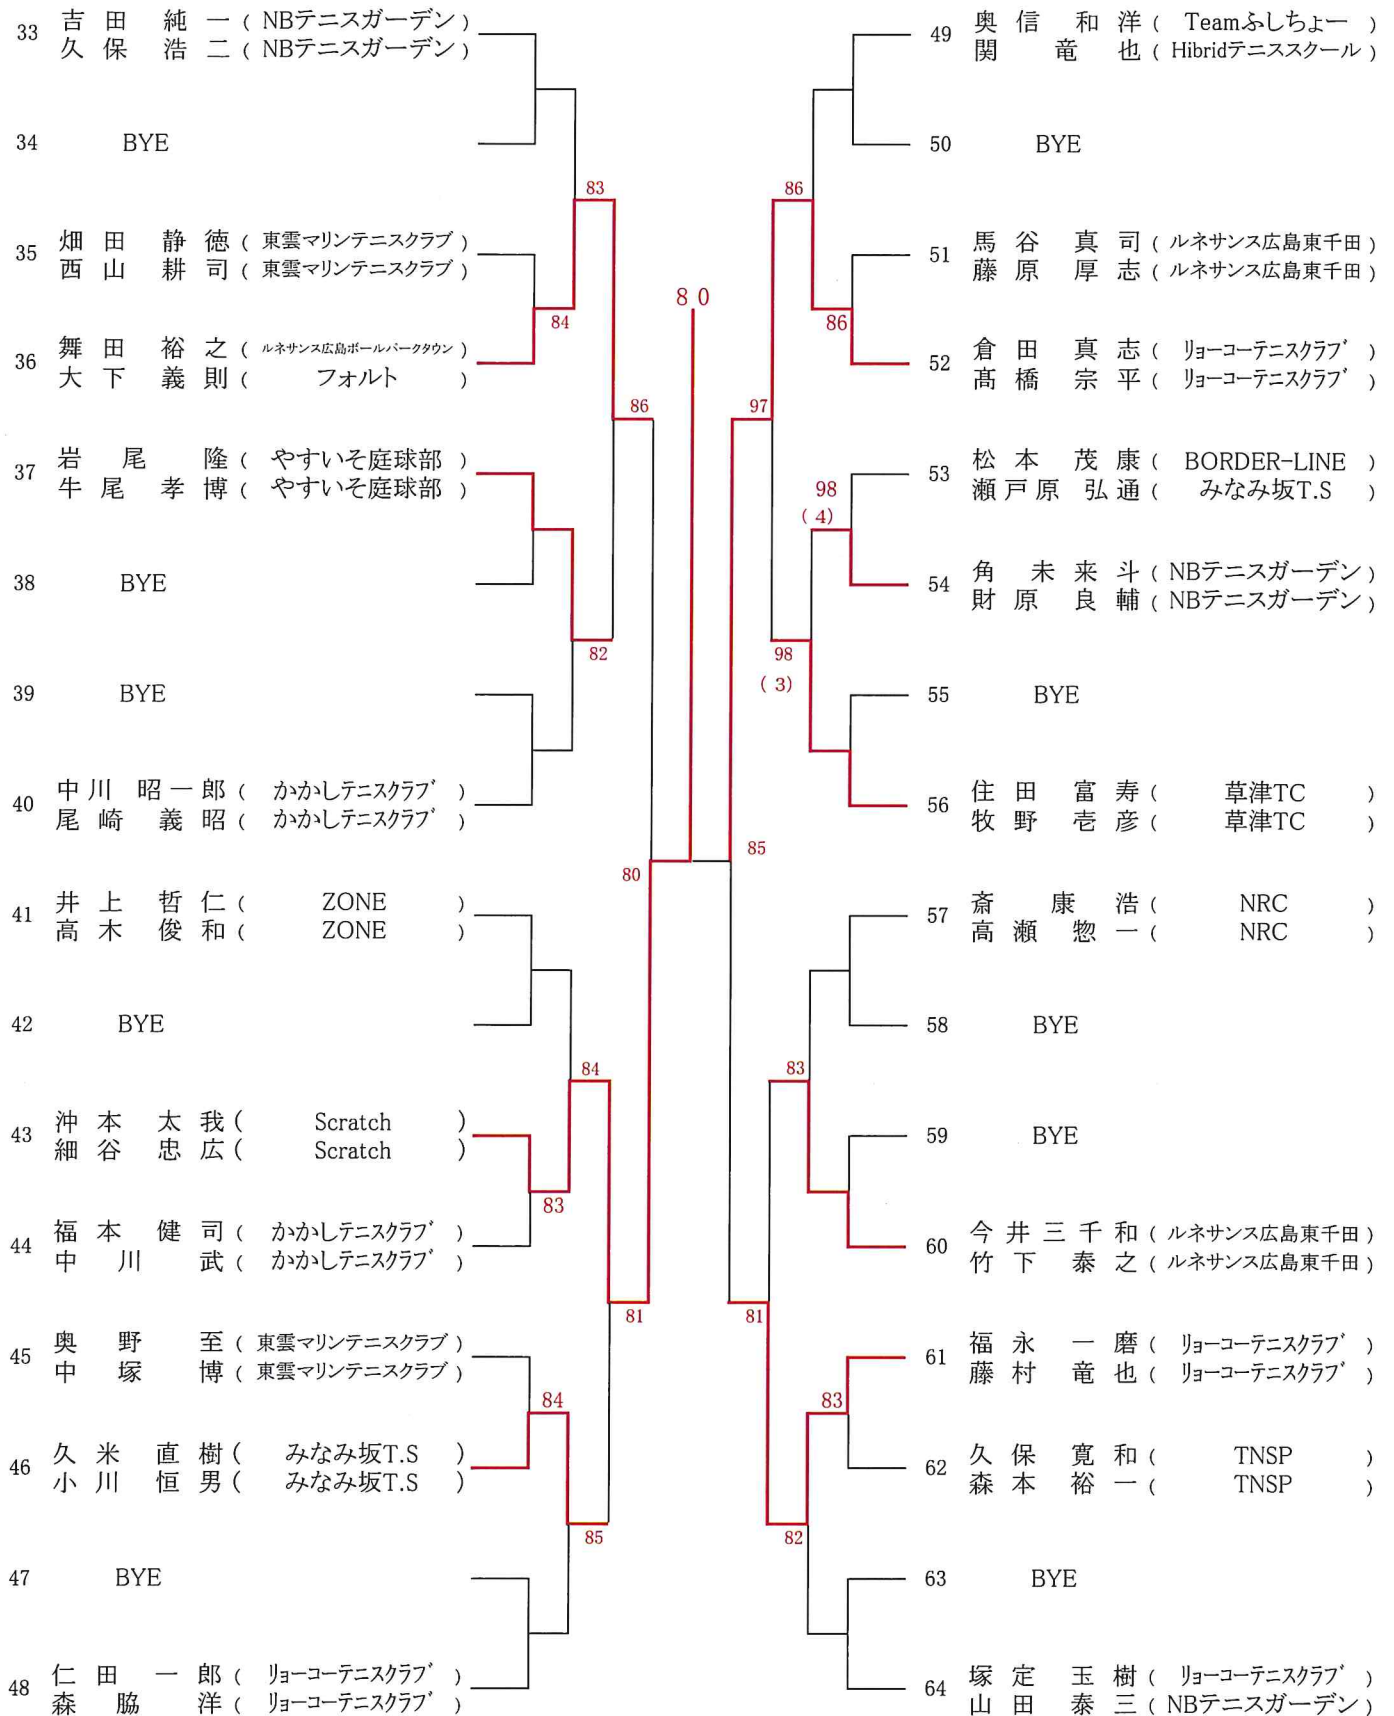 33 吉田 純一 ( NBテニスガーデン )
久保 浩二 ( NBテニスガーデン )
34 BYE
83
35 畑田 静徳 ( 東雲マリンテニスクラブ )
西山 耕司 ( 東雲マリンテニスクラブ )
84
36 舞田 裕之 ( ルネサンス広島ボールパークタウン )
大下 義則 ( フォルト )
86
37 岩尾 隆 ( やすいそ庭球部 )
牛尾 孝博 ( やすいそ庭球部 )
38 BYE
82
39 BYE
40 中川 昭一郎 ( かかしテニスクラブ )
尾崎 義昭 ( かかしテニスクラブ )
80
41 井上 哲仁 ( ZONE )
高木 俊和 ( ZONE )
42 BYE
84
43 沖本 太我 ( Scratch )
細谷 忠広 ( Scratch )
83
44 福本 健司 ( かかしテニスクラブ )
中川 武 ( かかしテニスクラブ )
81
45 奥野 至 ( 東雲マリンテニスクラブ )
中塚 博 ( 東雲マリンテニスクラブ )
84
46 久米 直樹 ( みなみ坂T.S )
小川 恒男 ( みなみ坂T.S )
85
47 BYE
48 仁田 一郎 ( リョーコーテニスクラブ )
森脇 洋 ( リョーコーテニスクラブ )
80
49 奥信 和洋 ( Teamふしちょー )
関 竜也 ( Hibridテニススクール )
50 BYE
86
51 馬谷 真司 ( ルネサンス広島東千田 )
藤原 厚志 ( ルネサンス広島東千田 )
86
52 倉田 真志 ( リョーコーテニスクラブ )
髙橋 宗平 ( リョーコーテニスクラブ )
97
53 松本 茂康 ( BORDER-LINE )
瀬戸原 弘通 ( みなみ坂T.S )
98
(4)
54 角 未来斗 ( NBテニスガーデン )
財原 良輔 ( NBテニスガーデン )
98
(3)
55 BYE
56 住田 富寿 ( 草津TC )
牧野 壱彦 ( 草津TC )
85
57 斎 康浩 ( NRC )
高瀬 惣一 ( NRC )
58 BYE
83
59 BYE
60 今井 三千和 ( ルネサンス広島東千田 )
竹下 泰之 ( ルネサンス広島東千田 )
81
61 福永 一磨 ( リョーコーテニスクラブ )
藤村 竜也 ( リョーコーテニスクラブ )
83
62 久保 寛和 ( TNSP )
森本 裕一 ( TNSP )
82
63 BYE
64 塚定 玉樹 ( リョーコーテニスクラブ )
山田 泰三 ( NBテニスガーデン )